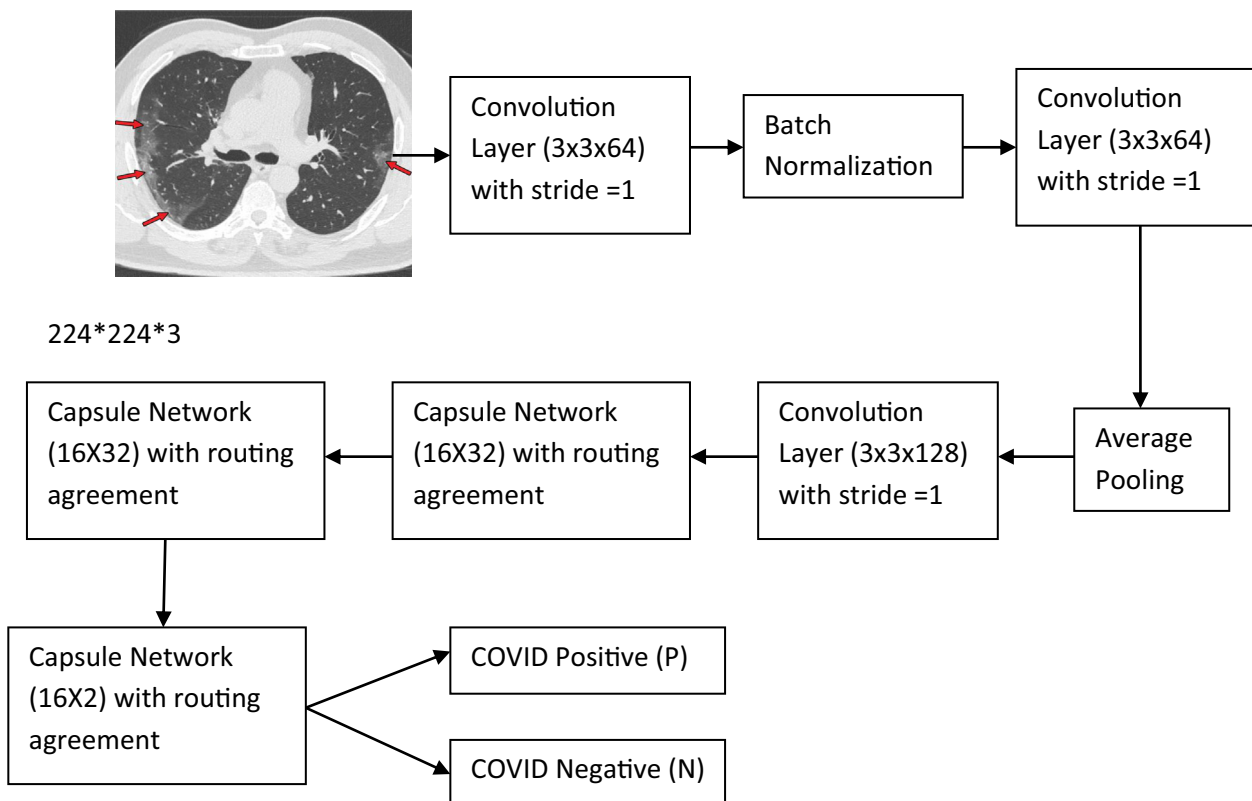 Convolution
Layer (3x3x64)
with stride =1
Batch
Normalization
Convolution
Layer (3x3x64)
with stride =1
224*224*3
Capsule Network
(16X32) with routing
agreement
Capsule Network
(16X32) with routing
agreement
Convolution
Layer (3x3x128)
with stride =1
Average
Pooling
Capsule Network
(16X2) with routing
agreement
COVID Positive (P)
COVID Negative (N)